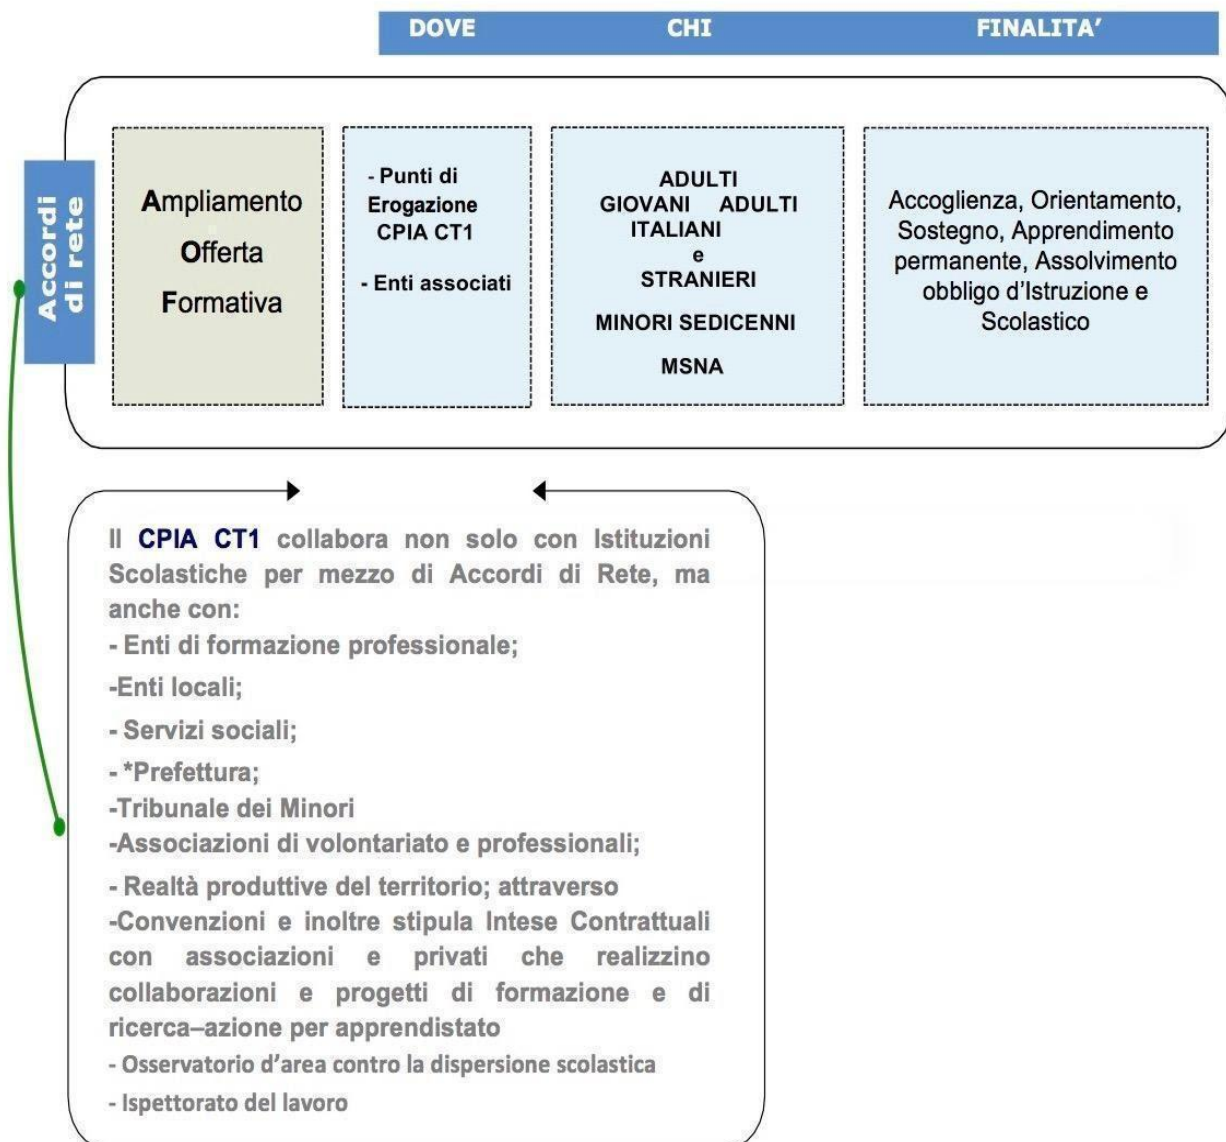 DOVE CHI FINALITA’
Accordi
di rete
Ampliamento
Offerta
Formativa
- Punti di
Erogazione
CPIA CT1
- Enti associati
ADULTI
GIOVANI ADULTI
ITALIANI
e
STRANIERI
MINORI SEDICENNI
MSNA
Accoglienza, Orientamento,
Sostegno, Apprendimento
permanente, Assolvimento
obbligo d’Istruzione e
Scolastico
Il CPIA CT1 collabora non solo con Istituzioni
Scolastiche per mezzo di Accordi di Rete, ma
anche con:
- Enti di formazione professionale;
-Enti locali;
- Servizi sociali;
- *Prefettura;
-Tribunale dei Minori
-Associazioni di volontariato e professionali;
- Realtà produttive del territorio; attraverso
-Convenzioni e inoltre stipula Intese Contrattuali
con associazioni e privati che realizzino
collaborazioni e progetti di formazione e di
ricerca–azione per apprendistato
- Osservatorio d’area contro la dispersione scolastica
- Ispettorato del lavoro